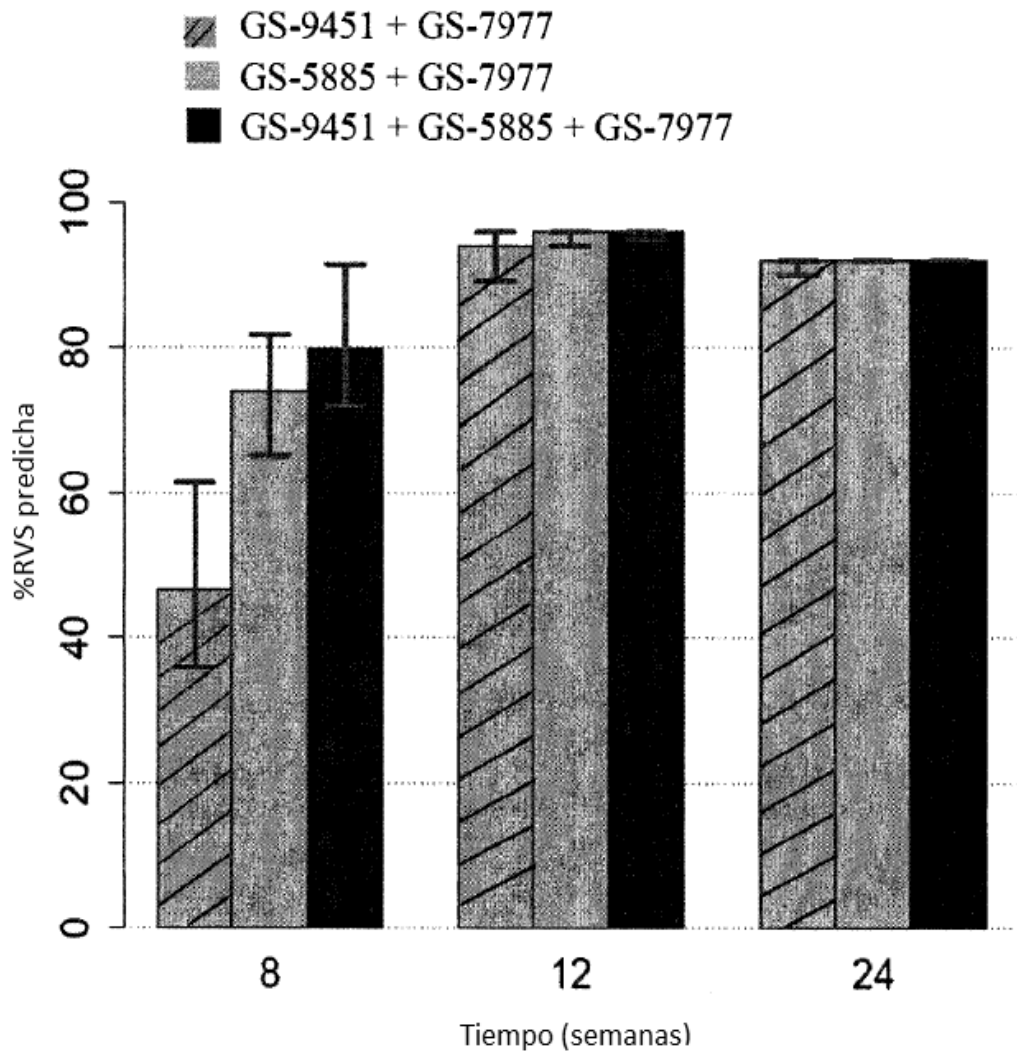 GS-9451 + GS-7977
GS-5885 + GS-7977
GS-9451 + GS-5885 + GS-7977
100
80
60
40
20
0
%RVS predicha
8 12 24
Tiempo (semanas)